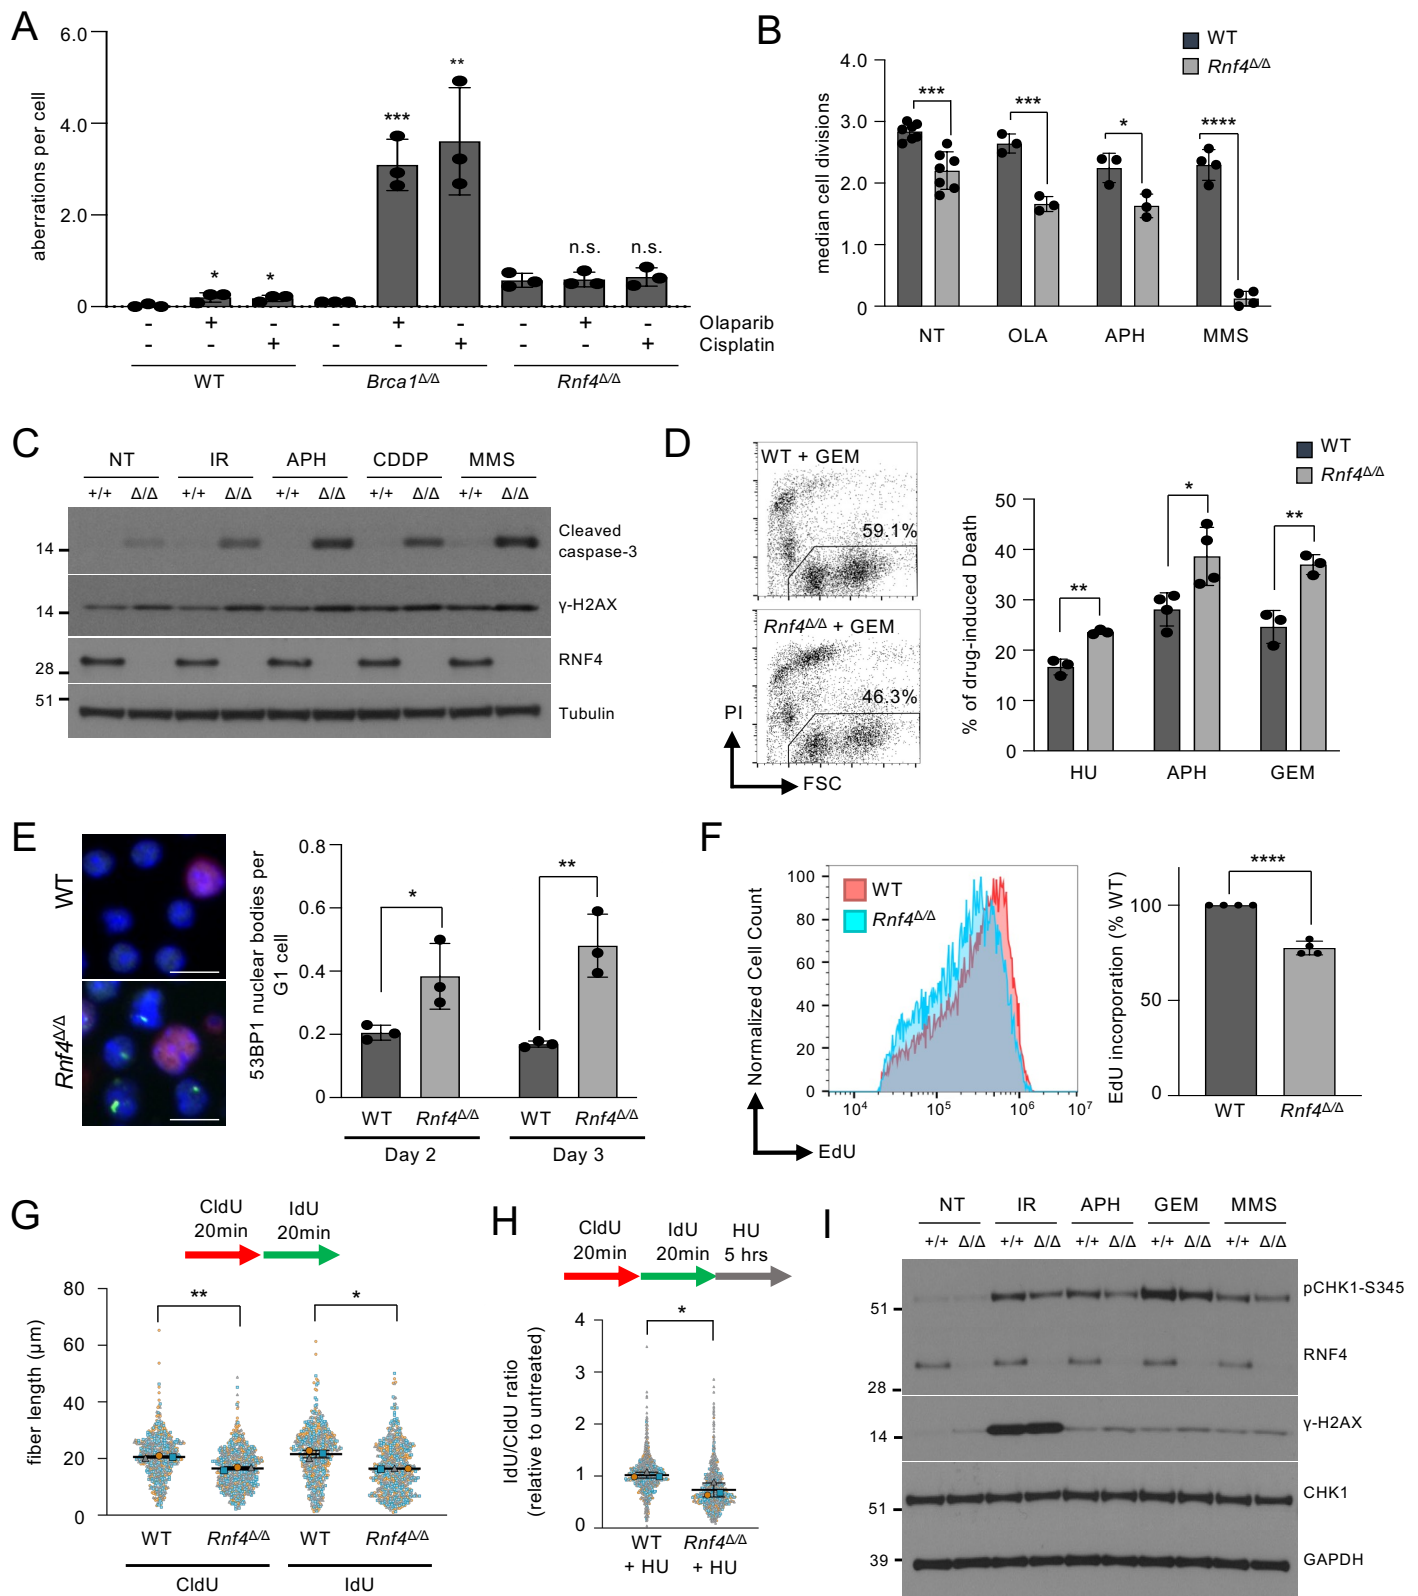 A
aberrations per cell
6.0
4.0
2.0
0
* * *** ** n.s. n.s.
- + - - + - - + - Olaparib
- - + - - + - - + Cisplatin
WT Brca1Δ/Δ Rnf4Δ/Δ
B
WT
Rnf4Δ/Δ
median cell divisions
4.0
3.0
2.0
1.0
0
*** *** * ****
NT OLA APH MMS
C
NT IR APH CDDP MMS
+/+ Δ/Δ +/+ Δ/Δ +/+ Δ/Δ +/+ Δ/Δ +/+ Δ/Δ
14
Cleaved
caspase-3
14
γ-H2AX
28
RNF4
51
Tubulin
D
WT + GEM
59.1%
Rnf4Δ/Δ + GEM
46.3%
PI
FSC
WT
Rnf4Δ/Δ
% of drug-induced Death
50
40
30
20
10
0
** * **
HU APH GEM
E
WT
Rnf4Δ/Δ
53BP1 nuclear bodies per
G1 cell
0.8
0.6
0.4
0.2
0
* **
WT Rnf4Δ/Δ WT Rnf4Δ/Δ
Day 2 Day 3
F
Normalized Cell Count
100
80
60
40
20
0
WT
Rnf4Δ/Δ
10⁴ 10⁵ 10⁶ 10⁷
EdU
EdU incorporation (% WT)
100
50
0
****
WT Rnf4Δ/Δ
G
CldU IdU
20min 20min
fiber length (µm)
80
60
40
20
0
** *
WT Rnf4Δ/Δ WT Rnf4Δ/Δ
CldU IdU
H
CldU IdU HU
20min 20min 5 hrs
IdU/CldU ratio
(relative to untreated)
4
3
2
1
0
*
WT Rnf4Δ/Δ
+ HU + HU
I
NT IR APH GEM MMS
+/+ Δ/Δ +/+ Δ/Δ +/+ Δ/Δ +/+ Δ/Δ +/+ Δ/Δ
pCHK1-S345
51
RNF4
28
γ-H2AX
14
CHK1
51
39
GAPDH